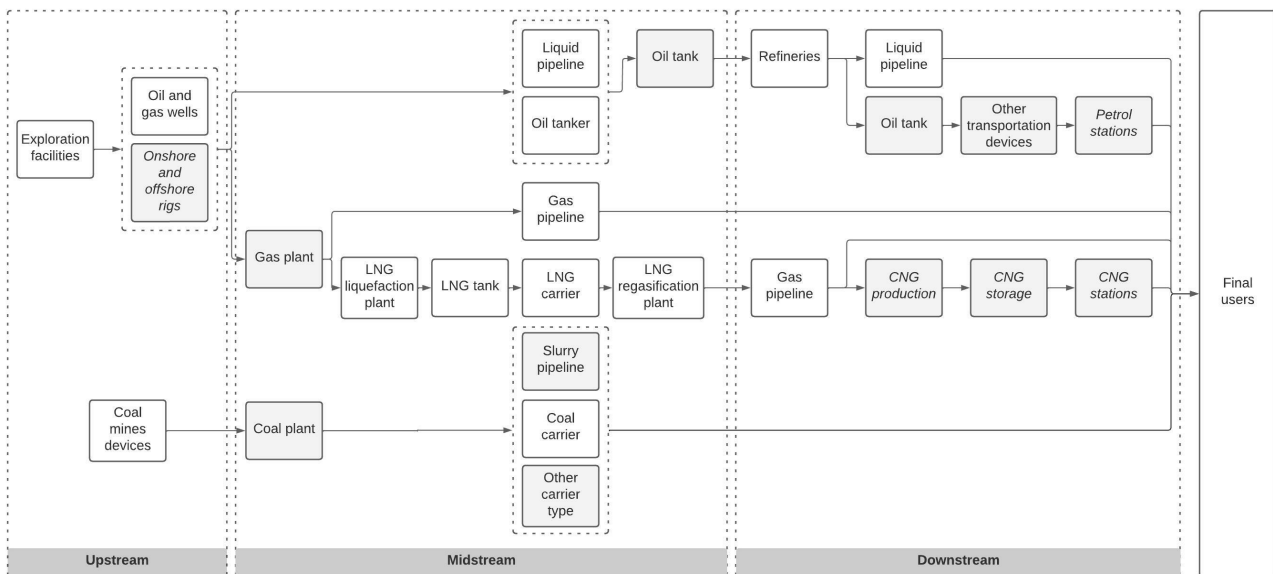 Exploration
facilities
Oil and
gas wells
Onshore
and
offshore
rigs
Coal
mines
devices
Upstream
Liquid
pipeline
Oil tanker
Oil tank
Gas
pipeline
Gas plant
LNG
liquefaction
plant
LNG tank
LNG
carrier
LNG
regasification
plant
Slurry
pipeline
Coal plant
Coal
carrier
Other
carrier
type
Midstream
Refineries
Liquid
pipeline
Oil tank
Other
transportation
devices
Petrol
stations
Gas
pipeline
CNG
production
CNG
storage
CNG
stations
Downstream
Final
users